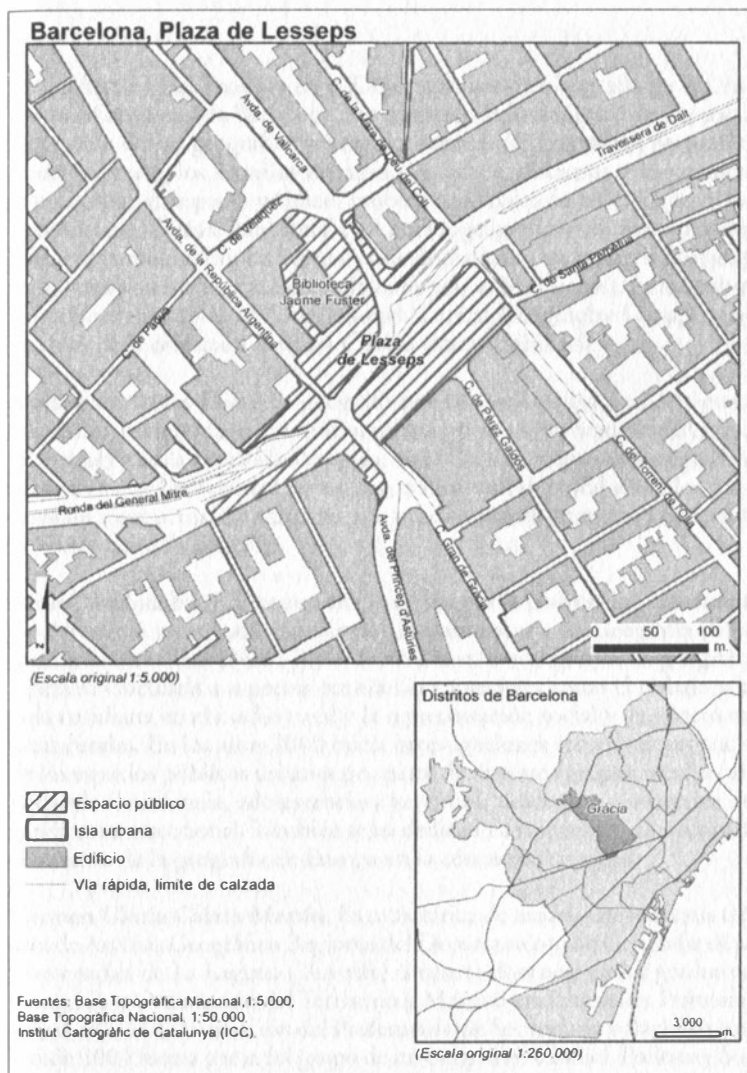 Barcelona, Plaza de Lesseps
Avda. de Vallcarca
C. de la Mare de Déu del Coll
Travessera de Dalt
C. de Velázquez
Avda. de la República Argentina
C. de Pàdua
Biblioteca
Jaume Fuster
C. de Santa Perpètua
Plaza
de Lesseps
C. de Pérez Galdós
C. del Torrent de l'Olla
Ronda del General Mitre
Avda. del Príncep d'Astúries
C. Gran de Gràcia
N
0 50 100
m.
(Escala original 1:5.000)
Distritos de Barcelona
Gràcia
Espacio público
Isla urbana
Edificio
Vía rápida, límite de calzada
Fuentes: Base Topogràfica Nacional, 1:5.000,
Base Topogràfica Nacional, 1:50.000.
Institut Cartogràfic de Catalunya (ICC).
3.000
m.
(Escala original 1:260.000)